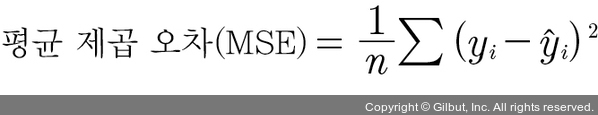 평균 제곱 오차(MSE) = 1/n ∑ (yᵢ − ŷᵢ)²
Copyright © Gilbut, Inc. All rights reserved.